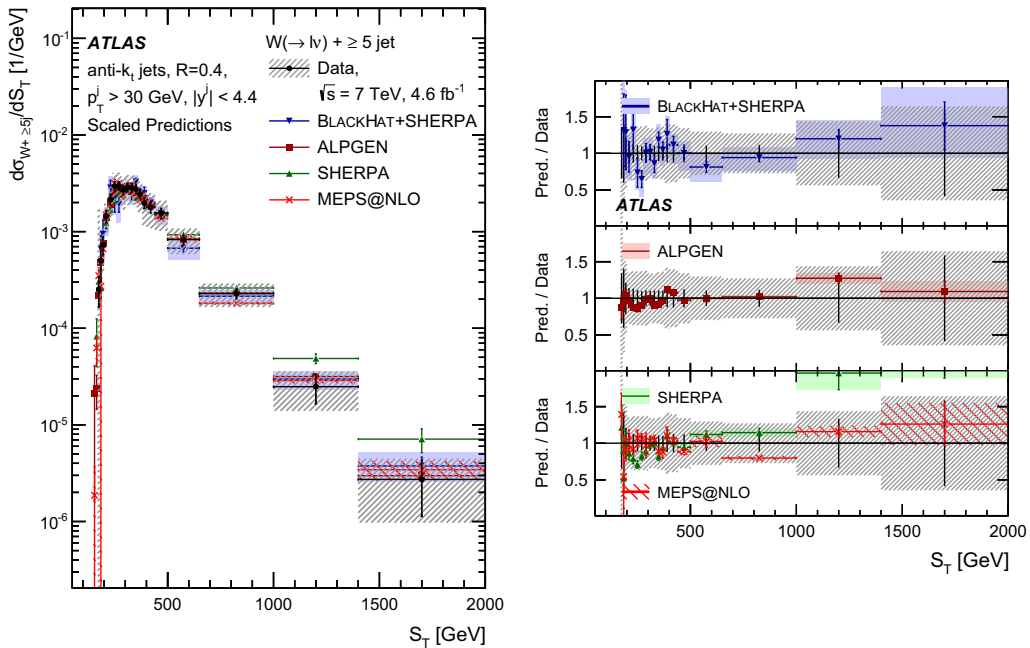 dσ_{W+ ≥5j}/dS_T [1/GeV]
10^{-1}
10^{-2}
10^{-3}
10^{-4}
10^{-5}
10^{-6}
ATLAS
anti-k_t jets, R=0.4,
p_T^j > 30 GeV, |y^j| < 4.4
Scaled Predictions
W(→ lν) + ≥ 5 jet
Data,
√s = 7 TeV, 4.6 fb^{-1}
BLACKHAT+SHERPA
ALPGEN
SHERPA
MEPS@NLO
500 1000 1500 2000
S_T [GeV]
BLACKHAT+SHERPA
Pred. / Data
1.5
1
0.5
ATLAS
ALPGEN
Pred. / Data
1.5
1
0.5
SHERPA
Pred. / Data
1.5
1
0.5
MEPS@NLO
500 1000 1500 2000
S_T [GeV]